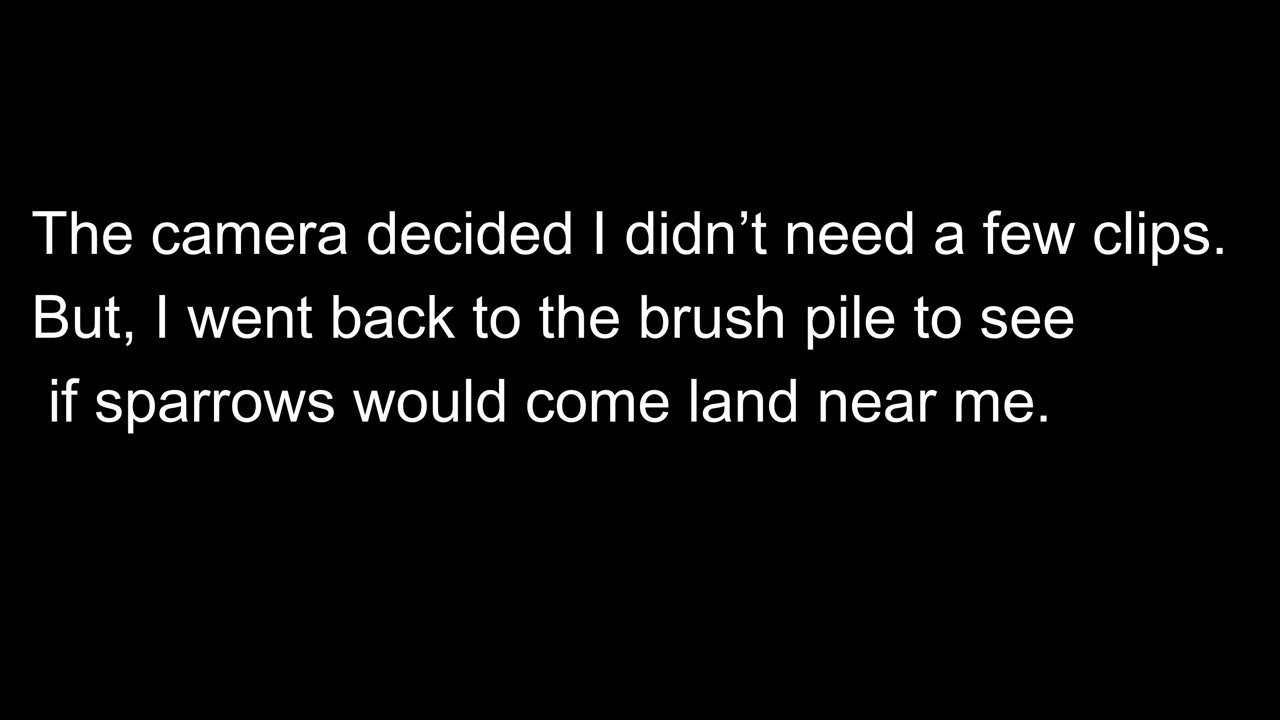 The camera decided I didn’t need a few clips.
But, I went back to the brush pile to see
if sparrows would come land near me.